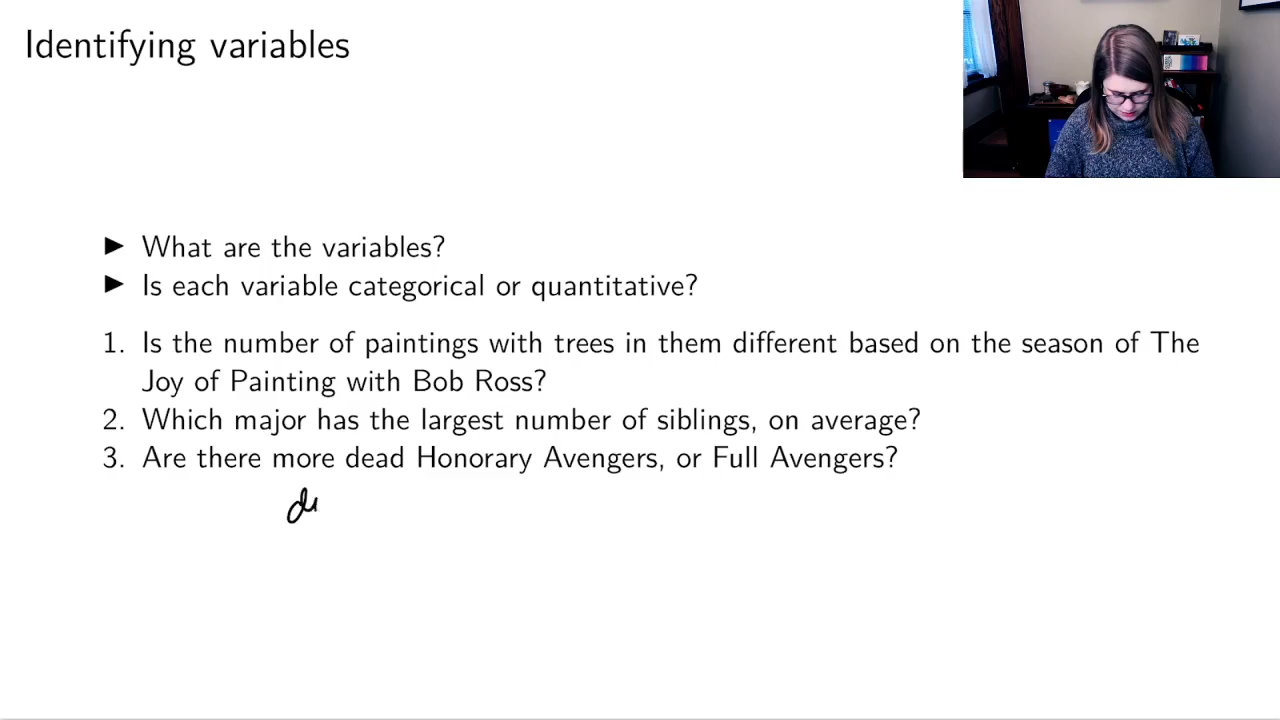 Identifying variables
► What are the variables?
► Is each variable categorical or quantitative?
1. Is the number of paintings with trees in them different based on the season of The
Joy of Painting with Bob Ross?
2. Which major has the largest number of siblings, on average?
3. Are there more dead Honorary Avengers, or Full Avengers?